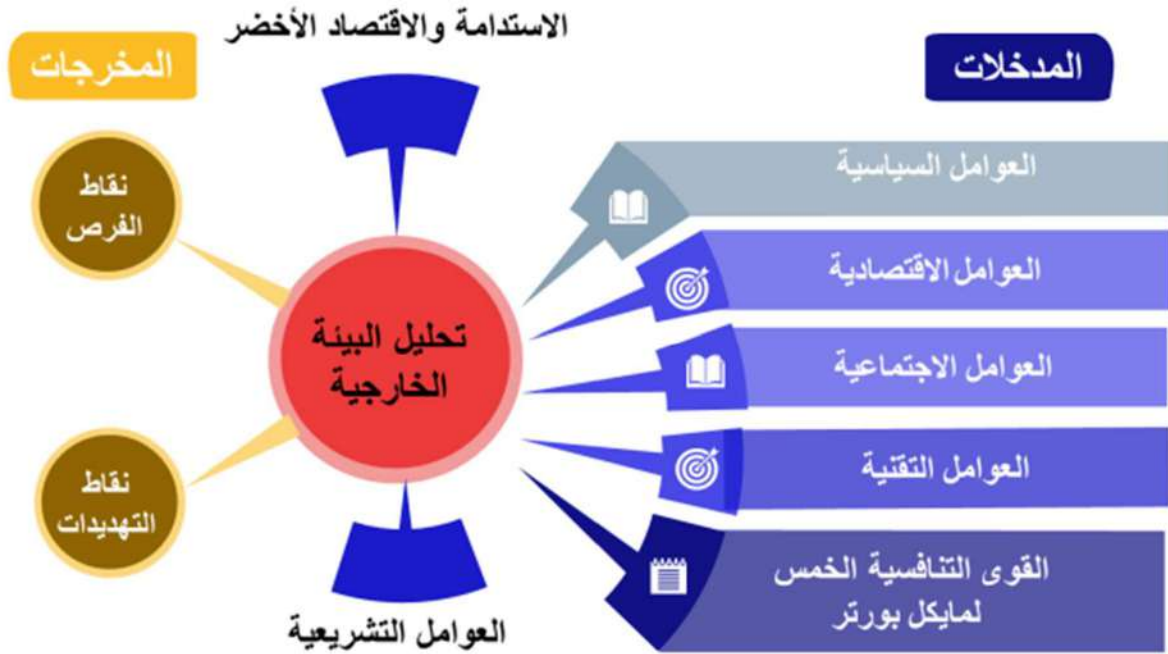 الاستدامة والاقتصاد الأخضر
المدخلات
المخرجات
العوامل السياسية
العوامل الاقتصادية
العوامل الاجتماعية
العوامل التقنية
القوى التنافسية الخمس
لمايكل بورتر
تحليل البيئة
الخارجية
نقاط
الفرص
نقاط
التهديدات
العوامل التشريعية